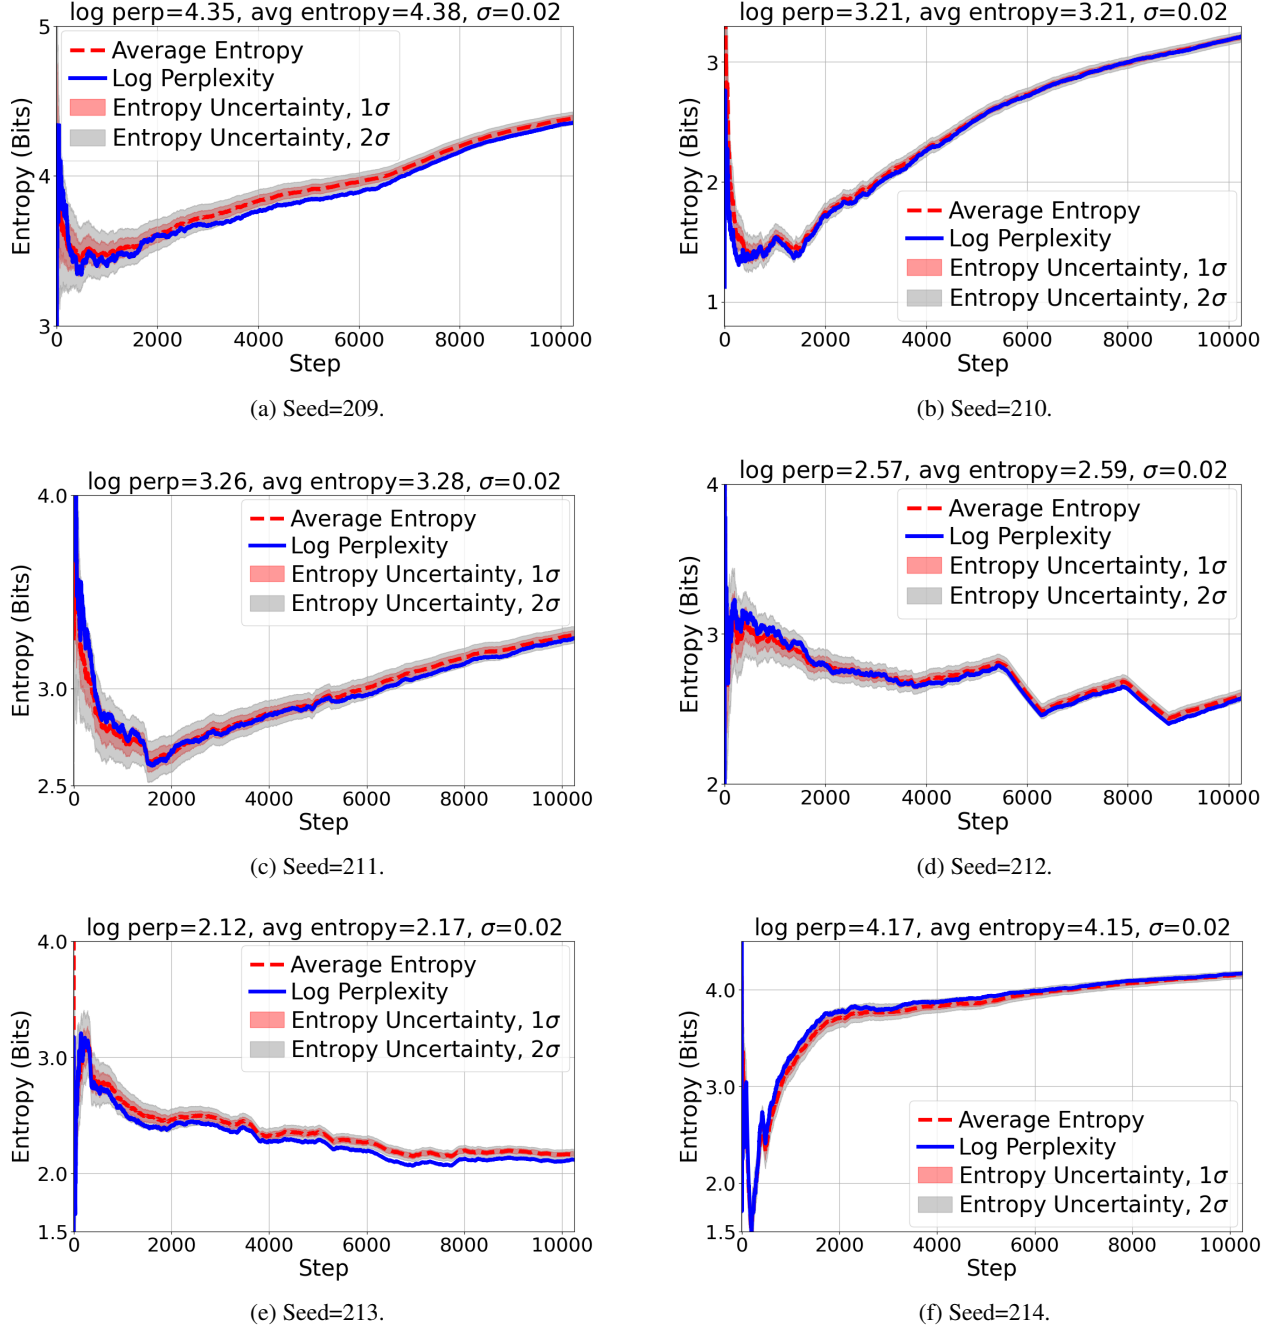 log perp=4.35, avg entropy=4.38, σ=0.02
5
4
3
Entropy (Bits)
Average Entropy
Log Perplexity
Entropy Uncertainty, 1σ
Entropy Uncertainty, 2σ
0 2000 4000 6000 8000 10000
Step
(a) Seed=209.
log perp=3.21, avg entropy=3.21, σ=0.02
3
2
1
Entropy (Bits)
Average Entropy
Log Perplexity
Entropy Uncertainty, 1σ
Entropy Uncertainty, 2σ
0 2000 4000 6000 8000 10000
Step
(b) Seed=210.
log perp=3.26, avg entropy=3.28, σ=0.02
4.0
3.0
2.5
Entropy (Bits)
Average Entropy
Log Perplexity
Entropy Uncertainty, 1σ
Entropy Uncertainty, 2σ
0 2000 4000 6000 8000 10000
Step
(c) Seed=211.
log perp=2.57, avg entropy=2.59, σ=0.02
4
3
2
Entropy (Bits)
Average Entropy
Log Perplexity
Entropy Uncertainty, 1σ
Entropy Uncertainty, 2σ
0 2000 4000 6000 8000 10000
Step
(d) Seed=212.
log perp=2.12, avg entropy=2.17, σ=0.02
4.0
3.0
2.0
1.5
Entropy (Bits)
Average Entropy
Log Perplexity
Entropy Uncertainty, 1σ
Entropy Uncertainty, 2σ
0 2000 4000 6000 8000 10000
Step
(e) Seed=213.
log perp=4.17, avg entropy=4.15, σ=0.02
4.0
3.0
2.0
1.5
Entropy (Bits)
Average Entropy
Log Perplexity
Entropy Uncertainty, 1σ
Entropy Uncertainty, 2σ
0 2000 4000 6000 8000 10000
Step
(f) Seed=214.